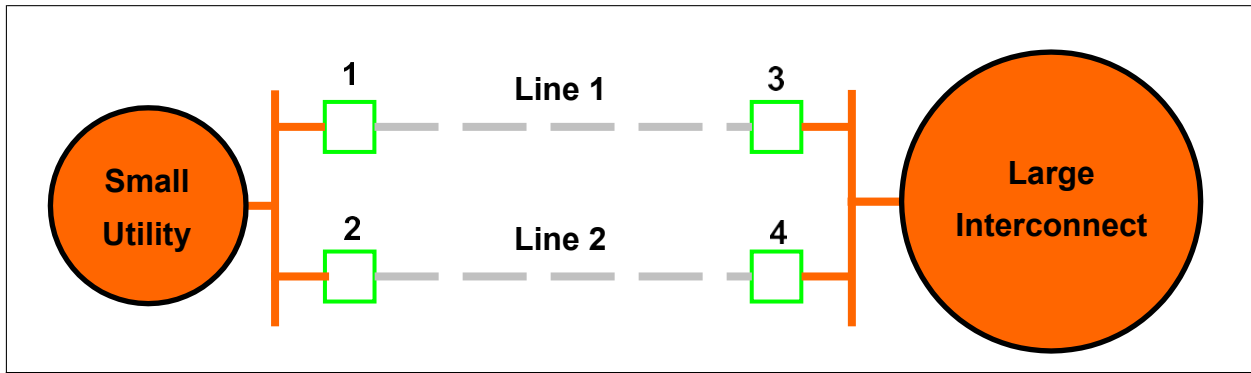 1
Line 1
3
Small
Utility
Large
Interconnect
2
Line 2
4